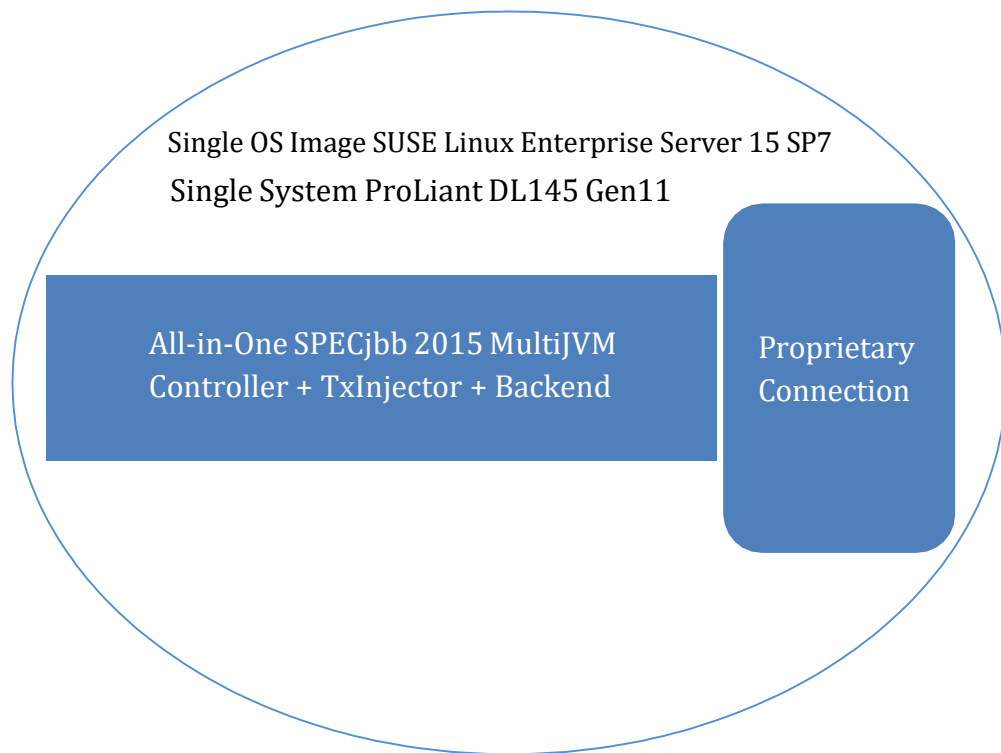 Single OS Image SUSE Linux Enterprise Server 15 SP7
Single System ProLiant DL145 Gen11
All-in-One SPECjbb 2015 MultiJVM
Controller + TxInjector + Backend
Proprietary
Connection